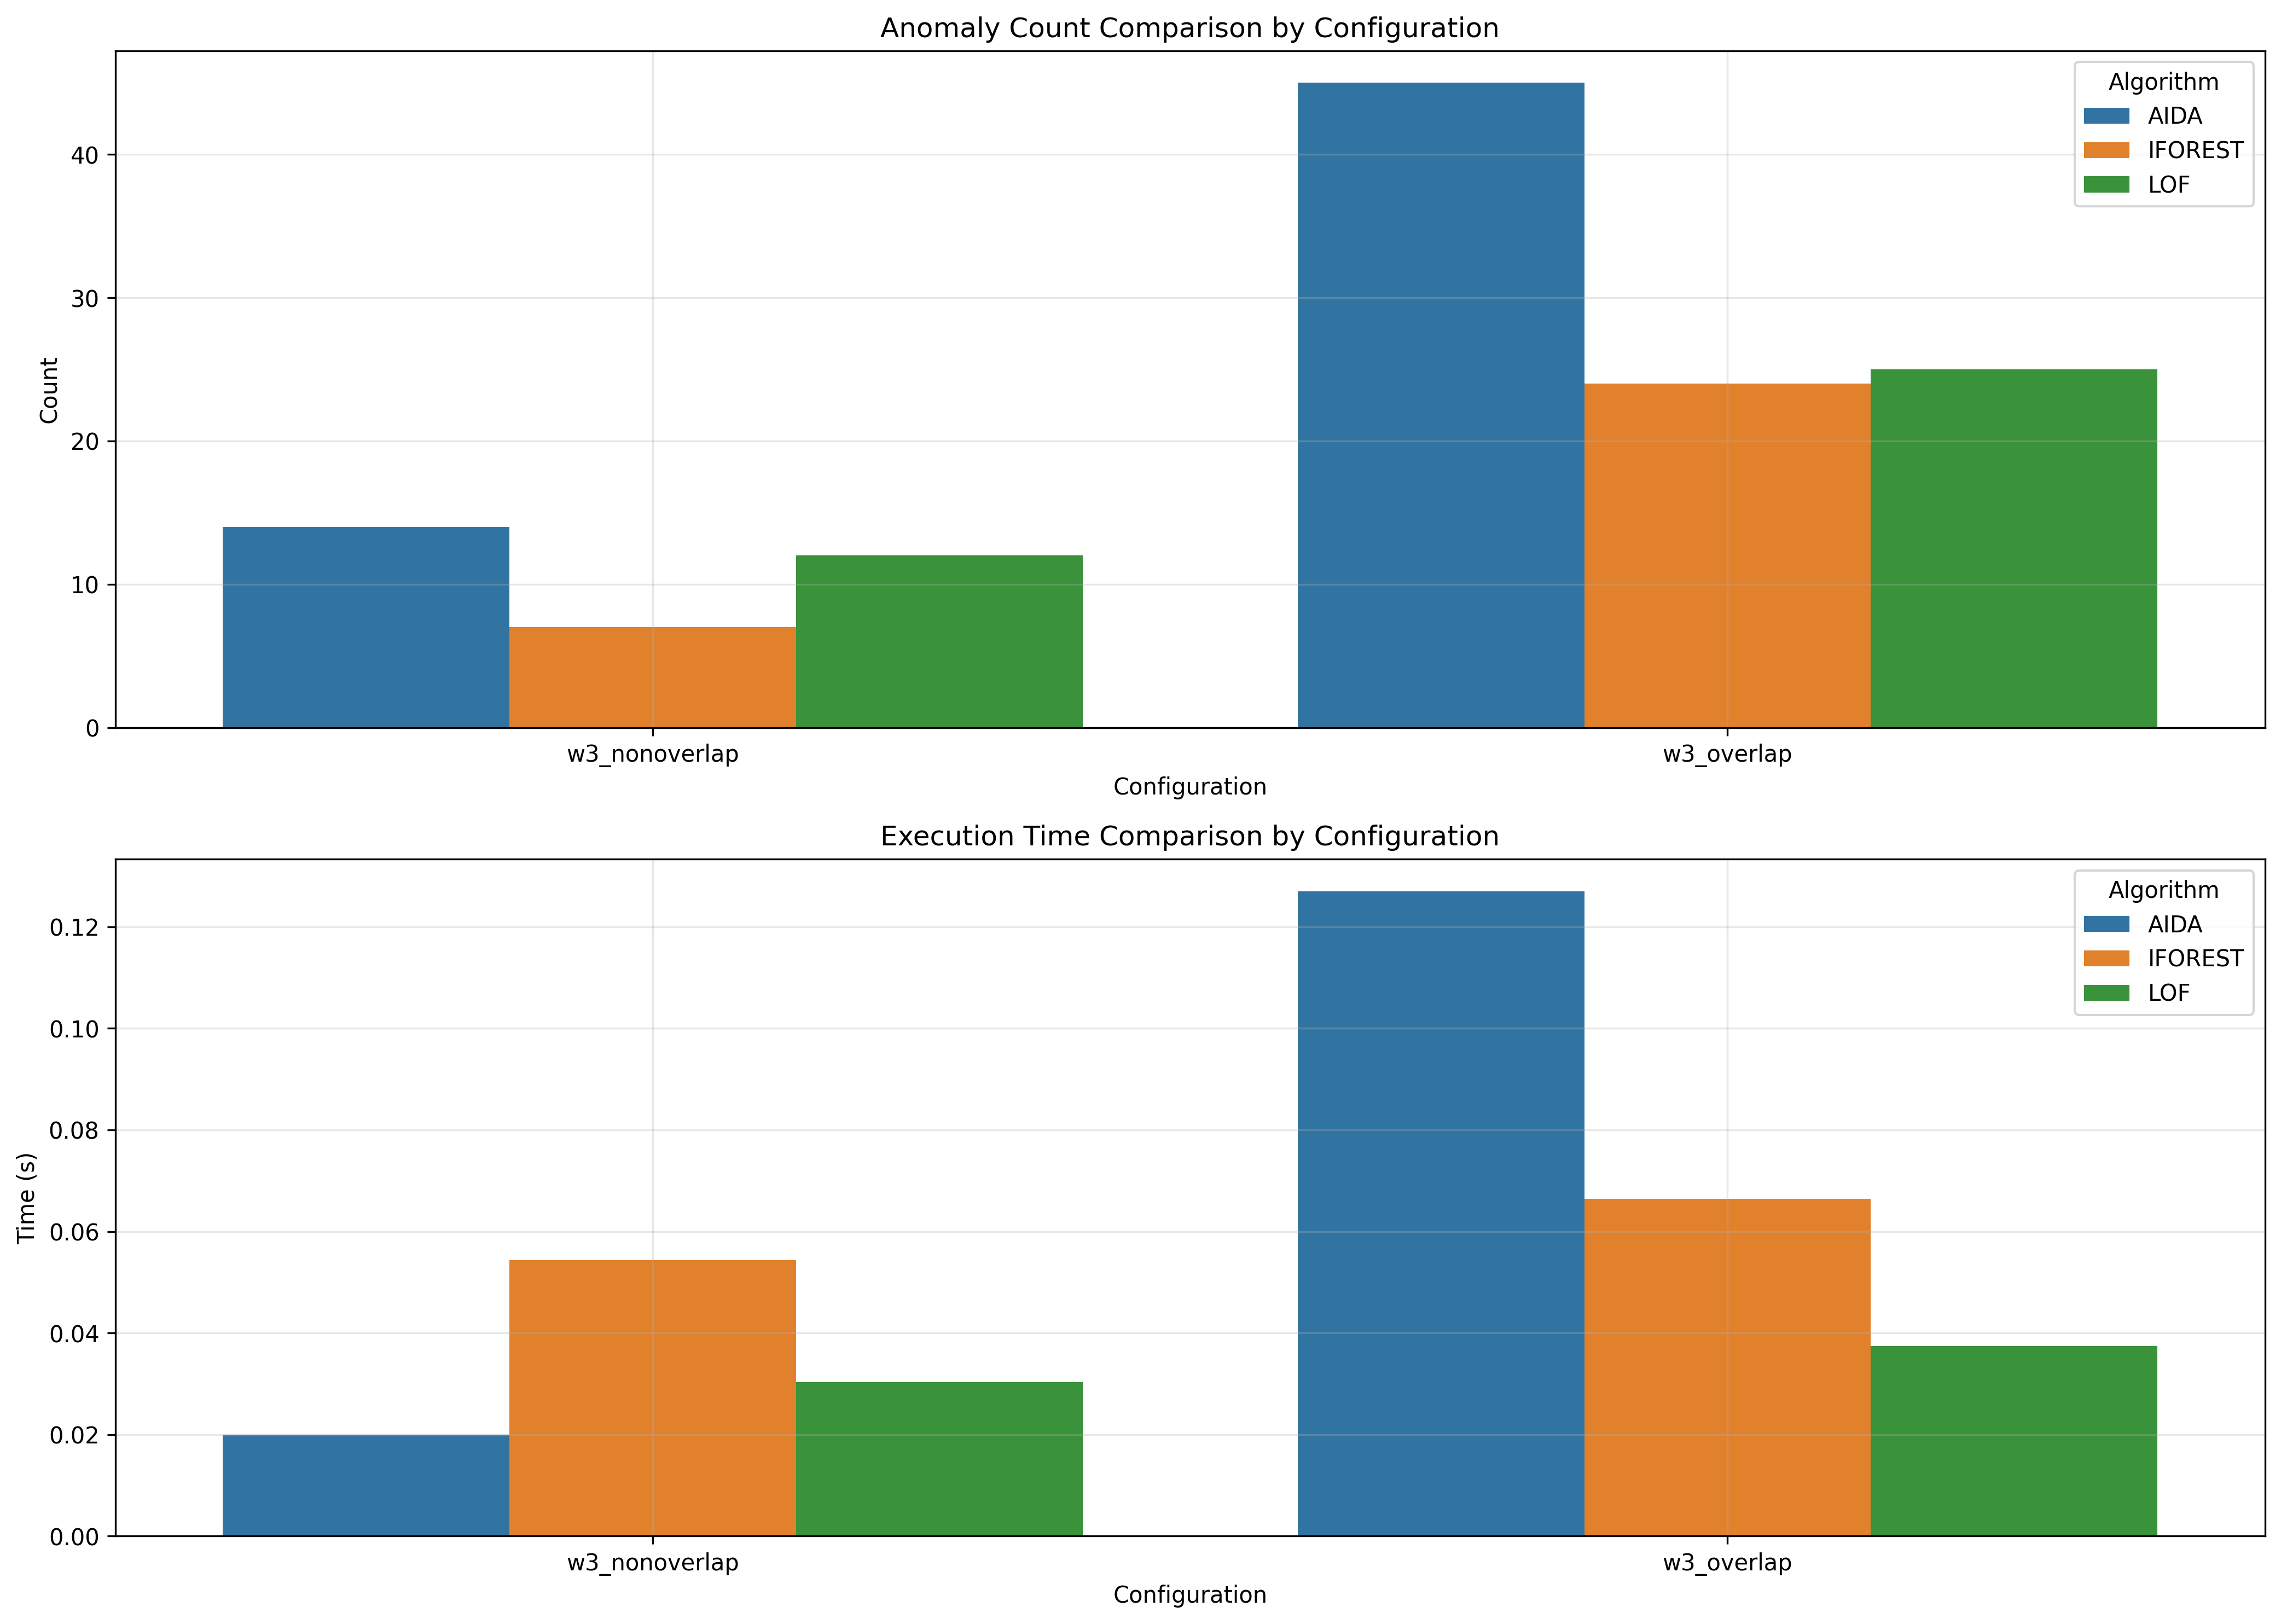 Anomaly Count Comparison by Configuration
Algorithm
AIDA
IFOREST
LOF
Count
40
30
20
10
0
w3_nonoverlap
w3_overlap
Configuration
Execution Time Comparison by Configuration
Algorithm
AIDA
IFOREST
LOF
Time (s)
0.12
0.10
0.08
0.06
0.04
0.02
0.00
w3_nonoverlap
w3_overlap
Configuration